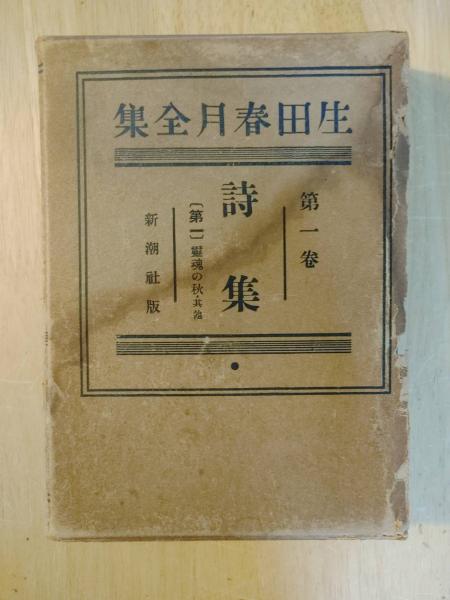 生田春月全集
第一卷
詩集
〔第一〕靈魂の秋・其他
新潮社版